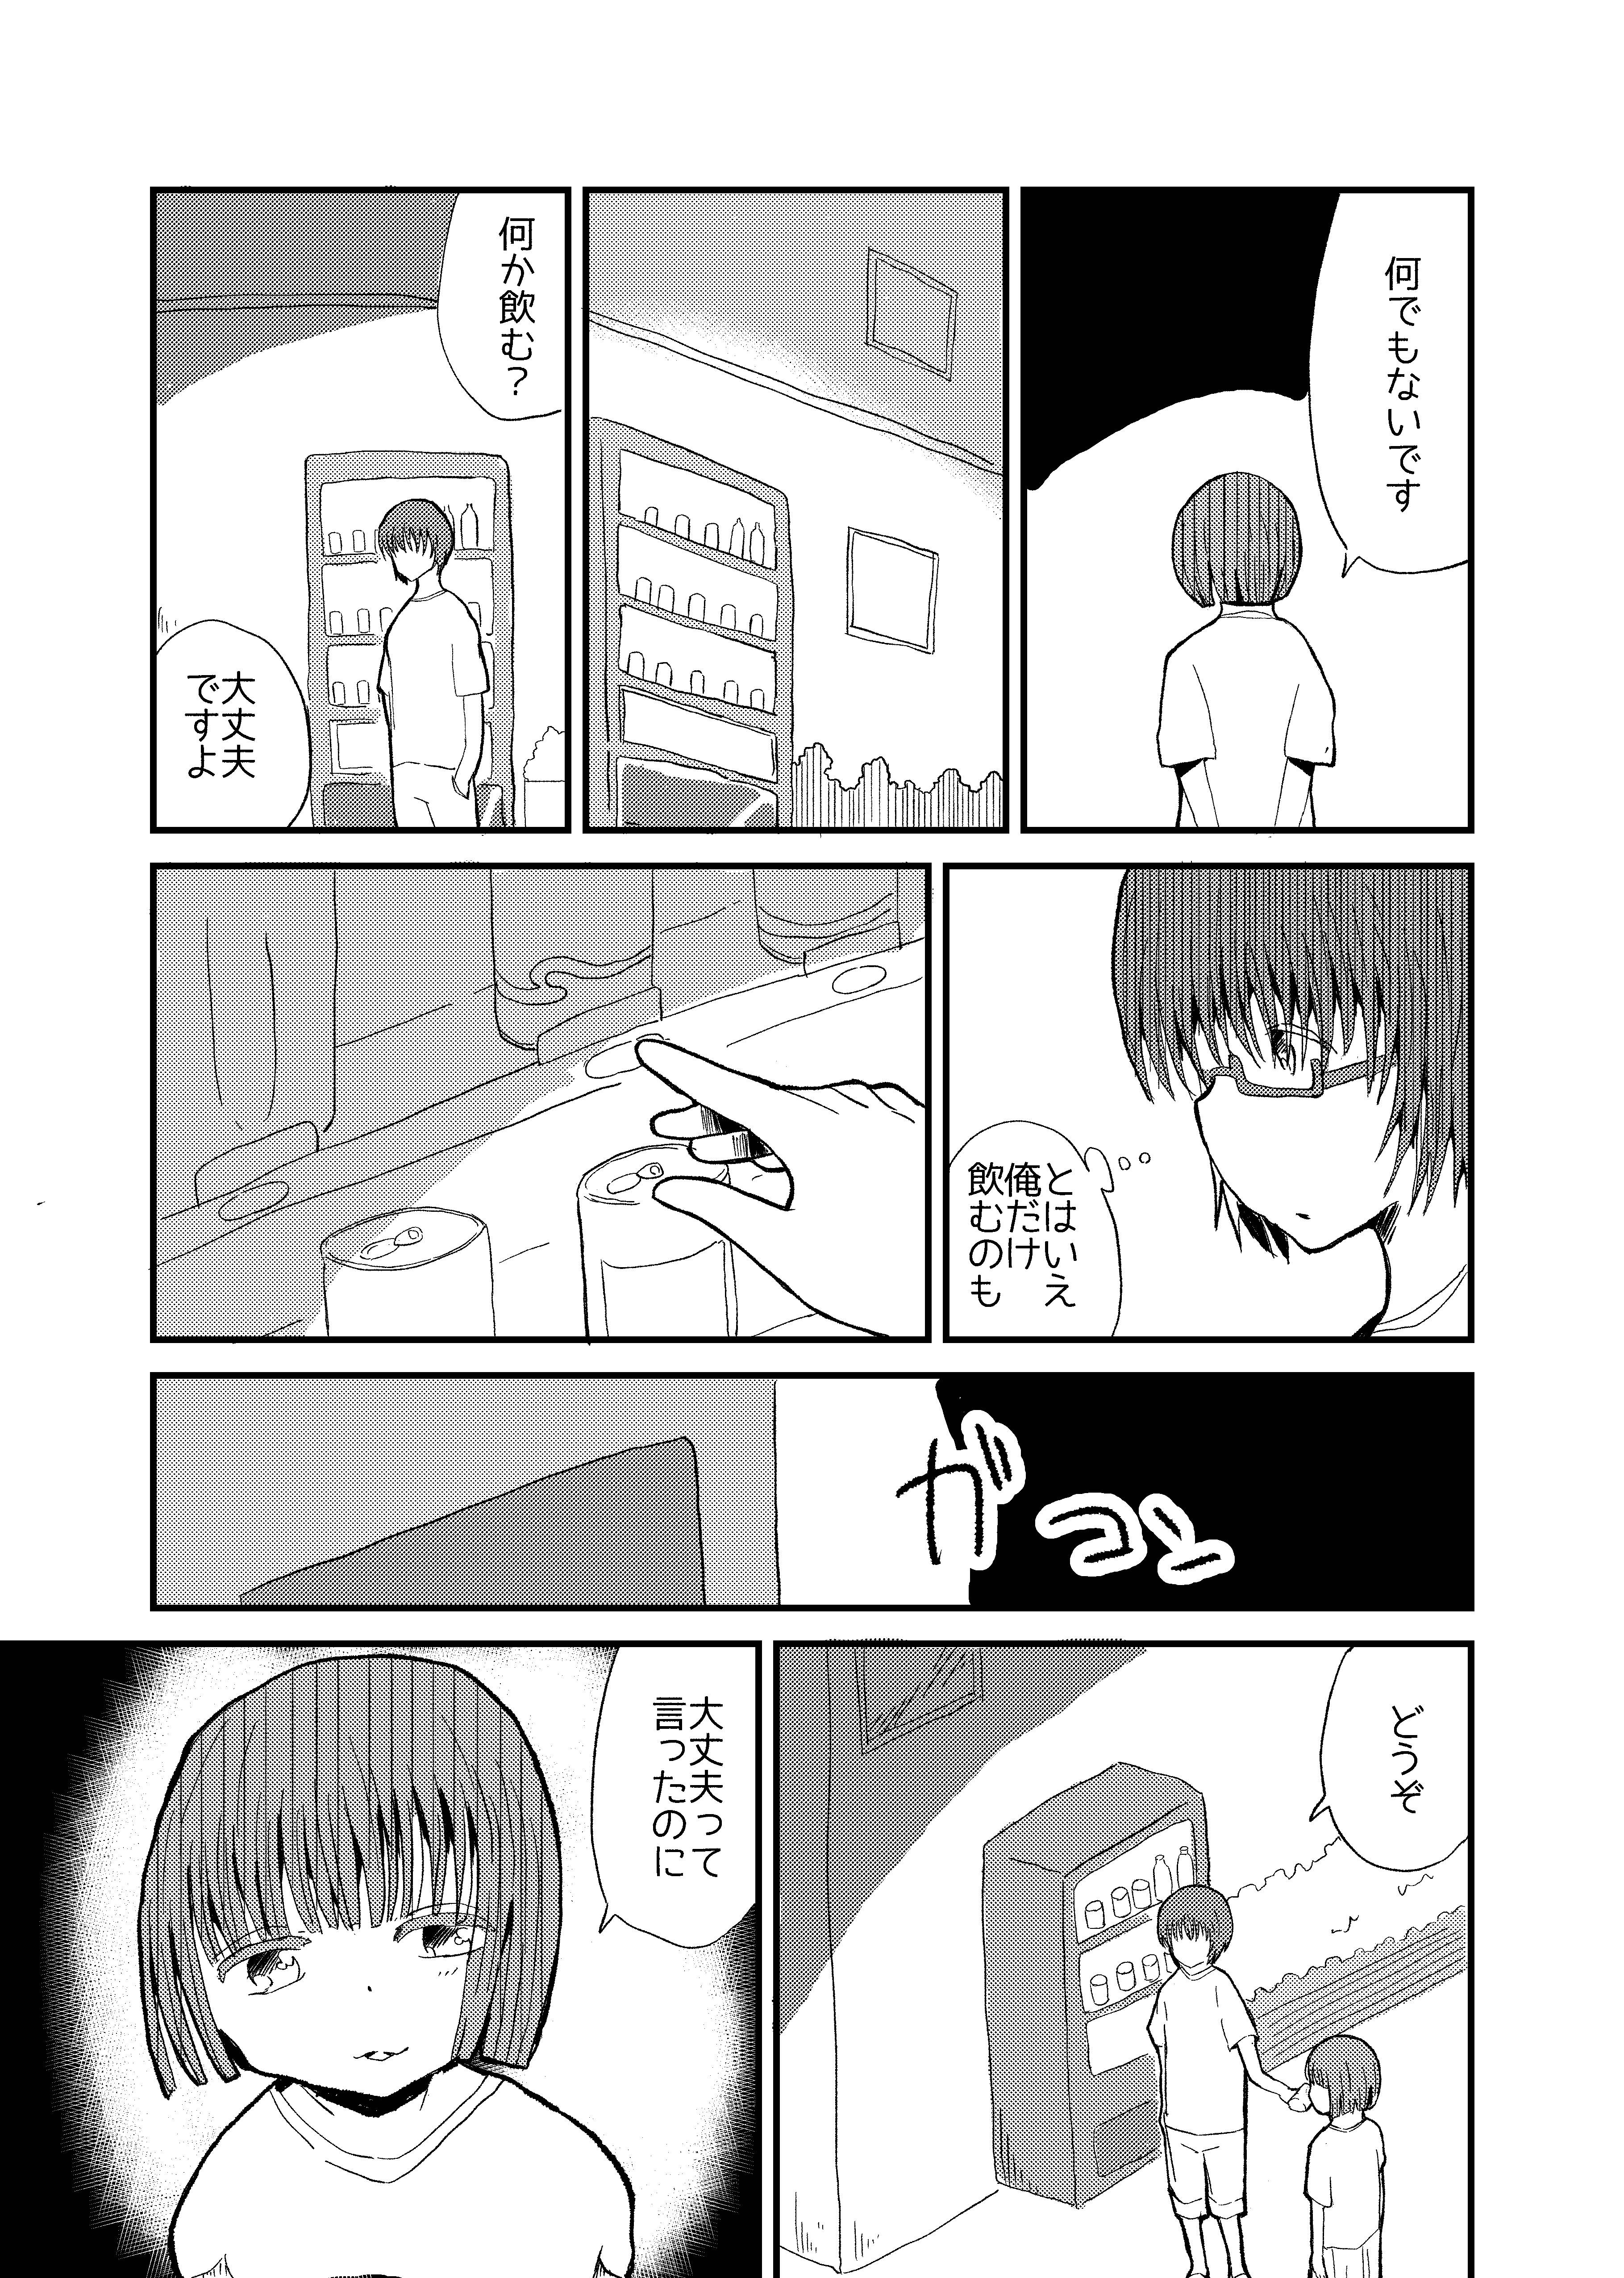 何でもないです
何か飲む?
大丈夫
ですよ
とはいえ
俺だけ
飲むのも
ガコン
どうぞ
大丈夫って
言ったのに